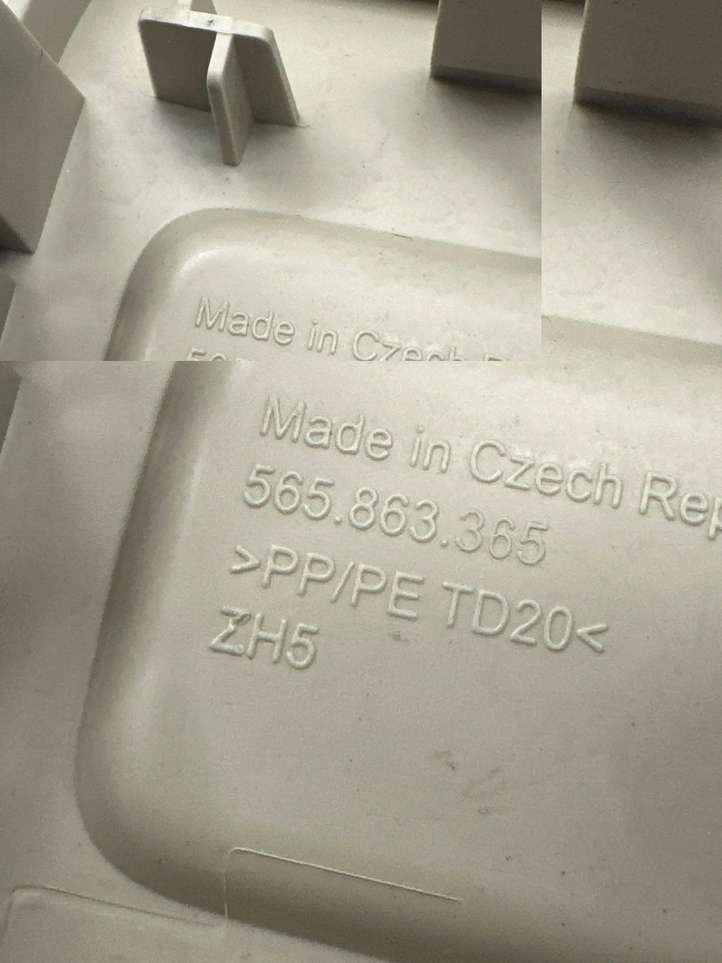 Made in Czech
Made in Czech Rep
565.863.365
>PP/PE TD20<
ZH5